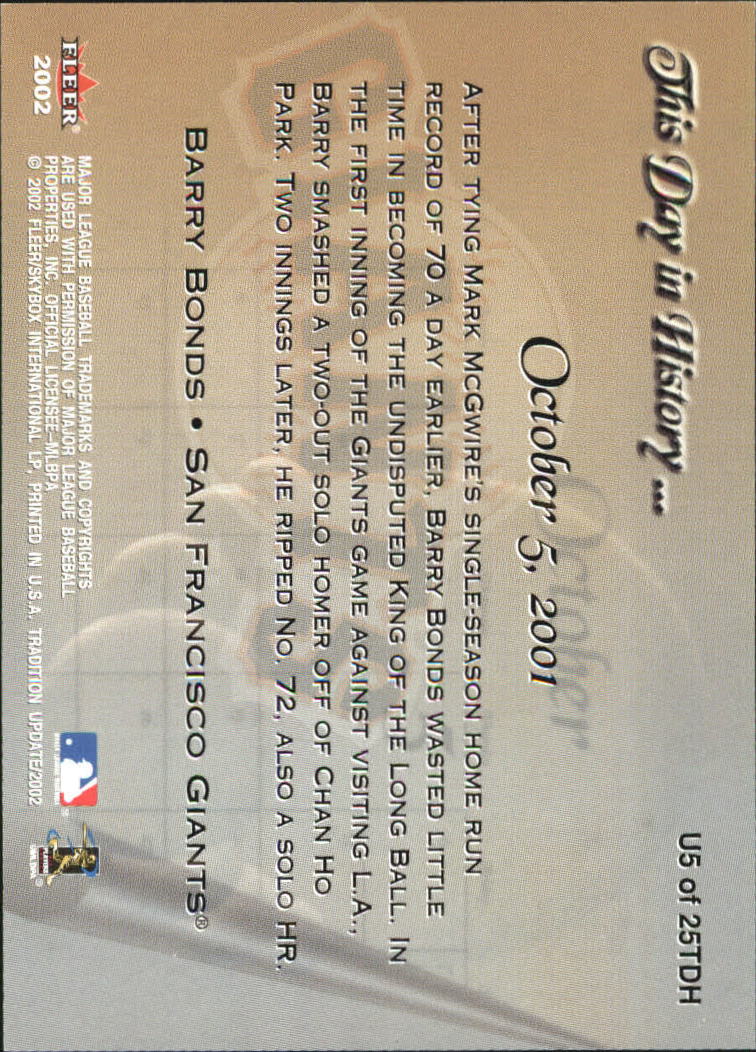 This Day in History...
U5 of 25TDH
October
October 5, 2001
AFTER TYING MARK MCGWIRE'S SINGLE-SEASON HOME RUN
RECORD OF 70 A DAY EARLIER, BARRY BONDS WASTED LITTLE
TIME IN BECOMING THE UNDISPUTED KING OF THE LONG BALL. IN
THE FIRST INNING OF THE GIANTS GAME AGAINST VISITING L.A.,
BARRY SMASHED A TWO-OUT SOLO HOMER OFF OF CHAN HO
PARK. TWO INNINGS LATER, HE RIPPED NO. 72, ALSO A SOLO HR.
BARRY BONDS • SAN FRANCISCO GIANTS®
FLEER®
2002
MAJOR LEAGUE BASEBALL TRADEMARKS AND COPYRIGHTS
ARE USED WITH PERMISSION OF MAJOR LEAGUE BASEBALL
PROPERTIES, INC. OFFICIAL LICENSEE-MLBPA
© 2002 FLEER/SKYBOX INTERNATIONAL LP, PRINTED IN U.S.A. TRADITION UPDATE/2002